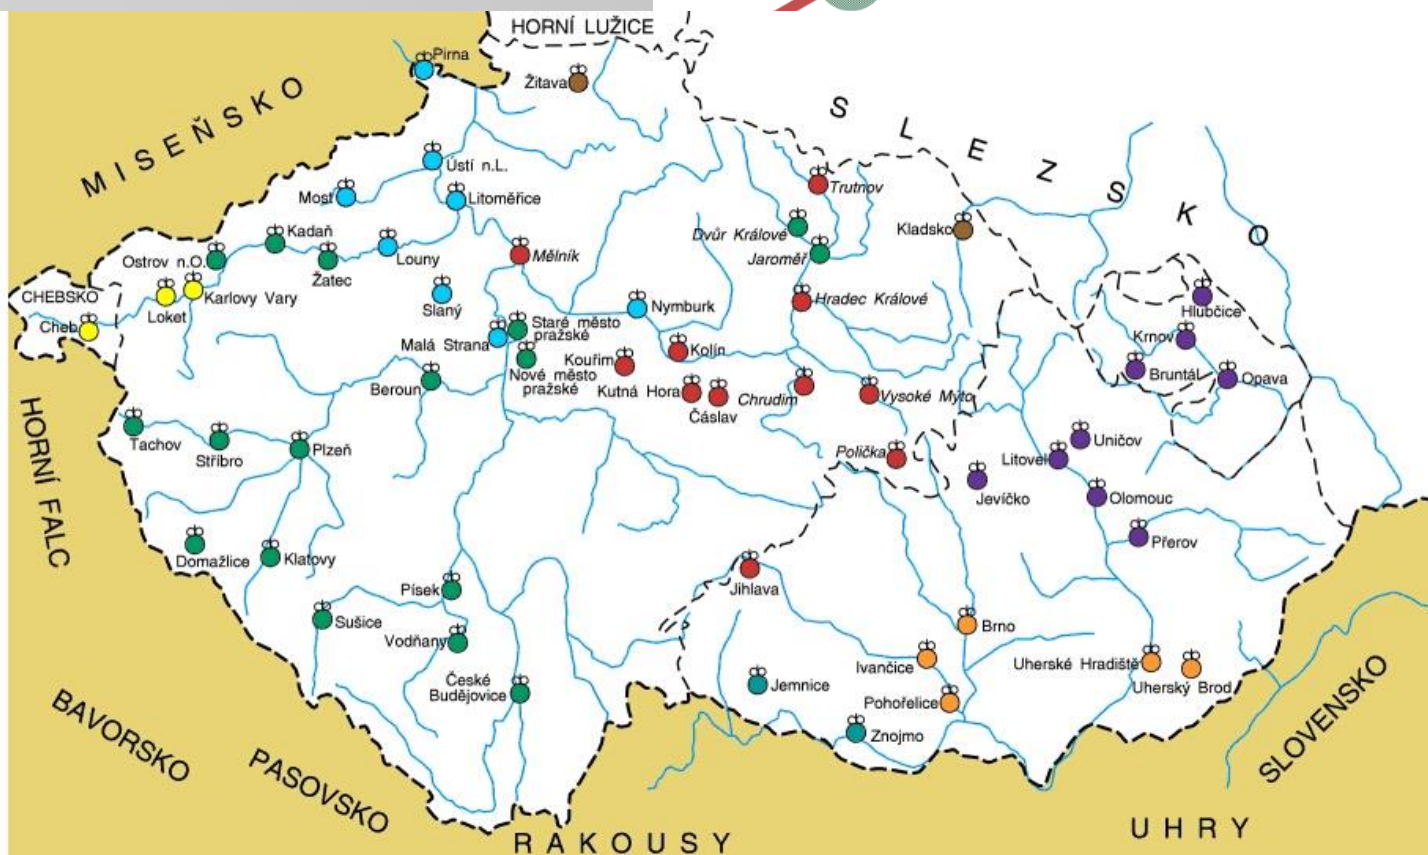 HORNÍ LUŽICE
Pirna
Žitava
MISEŇSKO
SLEZSKO
Ústí n.L.
Most
Litoměřice
Trutnov
Kladsko
Dvůr Králové
Jaroměř
Kadaň
Ostrov n.O.
Žatec
Louny
Mělník
CHEBSKO
Karlovy Vary
Loket
Cheb
Slaný
Nymburk
Hradec Králové
Hlubčice
Krnov
Staré město
pražské
Malá Strana
Nové město
pražské
Kouřim
Kolín
Beroun
Kutná Hora
Čáslav
Chrudim
Vysoké Mýto
Bruntál
Opava
HORNÍ FALC
Tachov
Stříbro
Plzeň
Polička
Uničov
Litovel
Jevíčko
Olomouc
Přerov
Domažlice
Klatovy
Jihlava
Písek
Sušice
Vodňany
Brno
Ivančice
Uherské Hradiště
Uherský Brod
České
Budějovice
Jemnice
Pohořelice
Znojmo
BAVORSKO
PASOVSKO
RAKOUSY
UHRY
SLOVENSKO